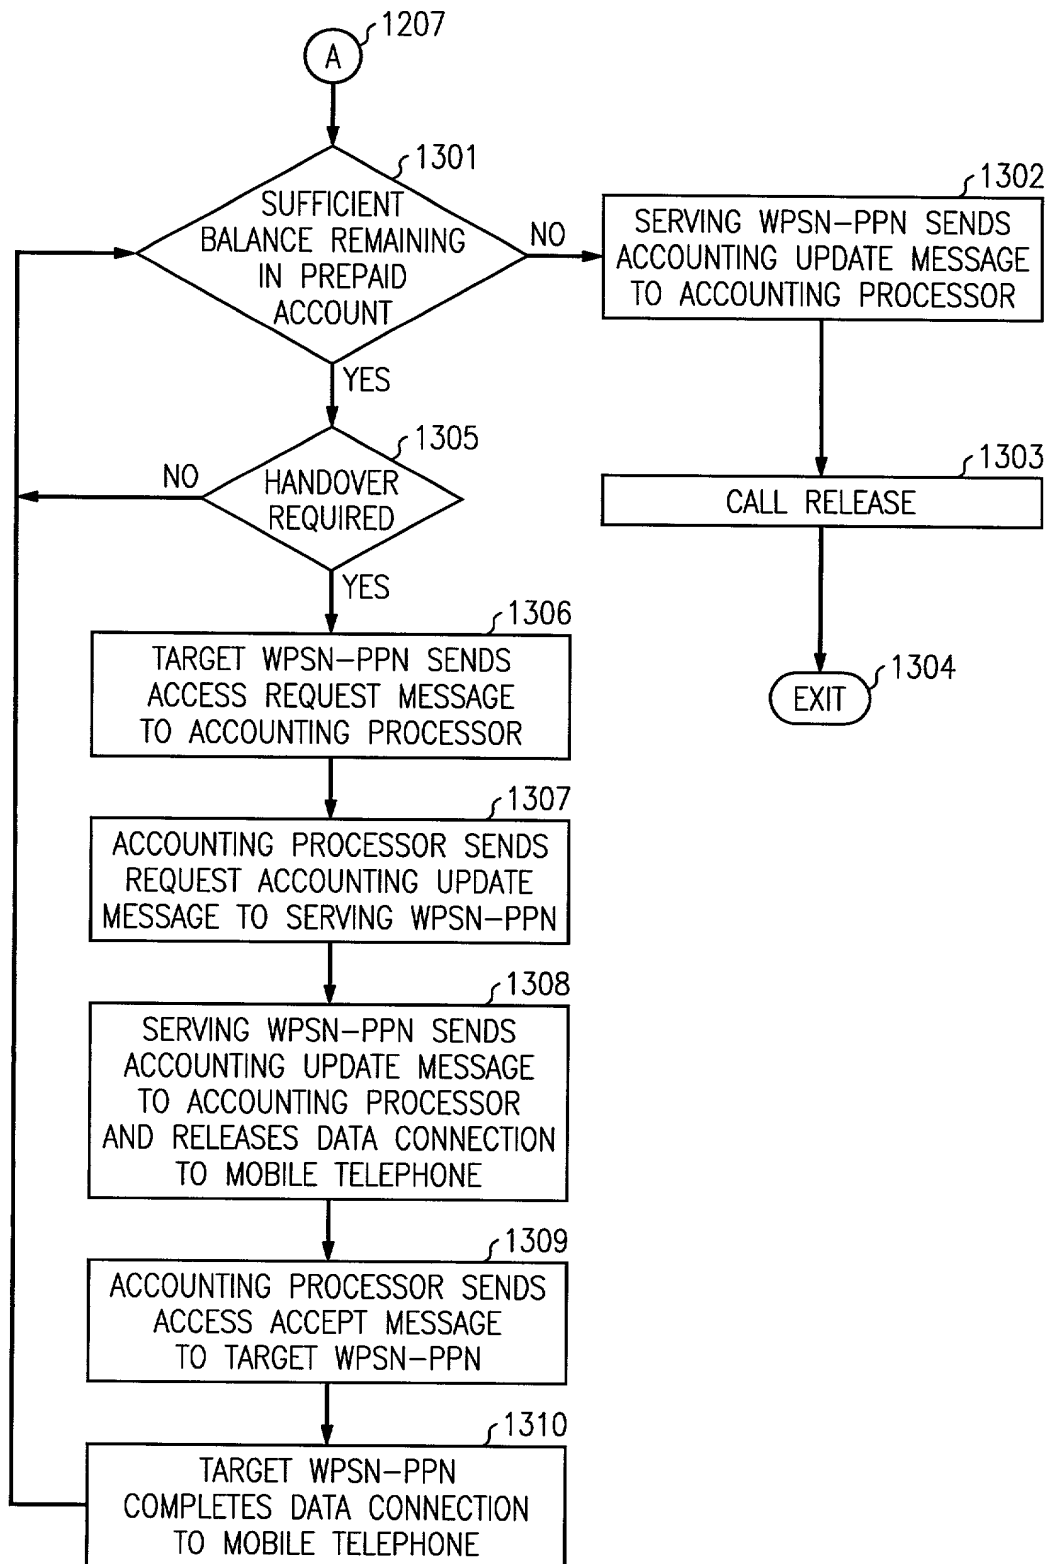 1207
A
1301
SUFFICIENT
BALANCE REMAINING
IN PREPAID
ACCOUNT
NO
YES
1302
SERVING WPSN-PPN SENDS
ACCOUNTING UPDATE MESSAGE
TO ACCOUNTING PROCESSOR
1303
CALL RELEASE
1304
EXIT
1305
HANDOVER
REQUIRED
NO
YES
1306
TARGET WPSN-PPN SENDS
ACCESS REQUEST MESSAGE
TO ACCOUNTING PROCESSOR
1307
ACCOUNTING PROCESSOR SENDS
REQUEST ACCOUNTING UPDATE
MESSAGE TO SERVING WPSN-PPN
1308
SERVING WPSN-PPN SENDS
ACCOUNTING UPDATE MESSAGE
TO ACCOUNTING PROCESSOR
AND RELEASES DATA CONNECTION
TO MOBILE TELEPHONE
1309
ACCOUNTING PROCESSOR SENDS
ACCESS ACCEPT MESSAGE
TO TARGET WPSN-PPN
1310
TARGET WPSN-PPN
COMPLETES DATA CONNECTION
TO MOBILE TELEPHONE